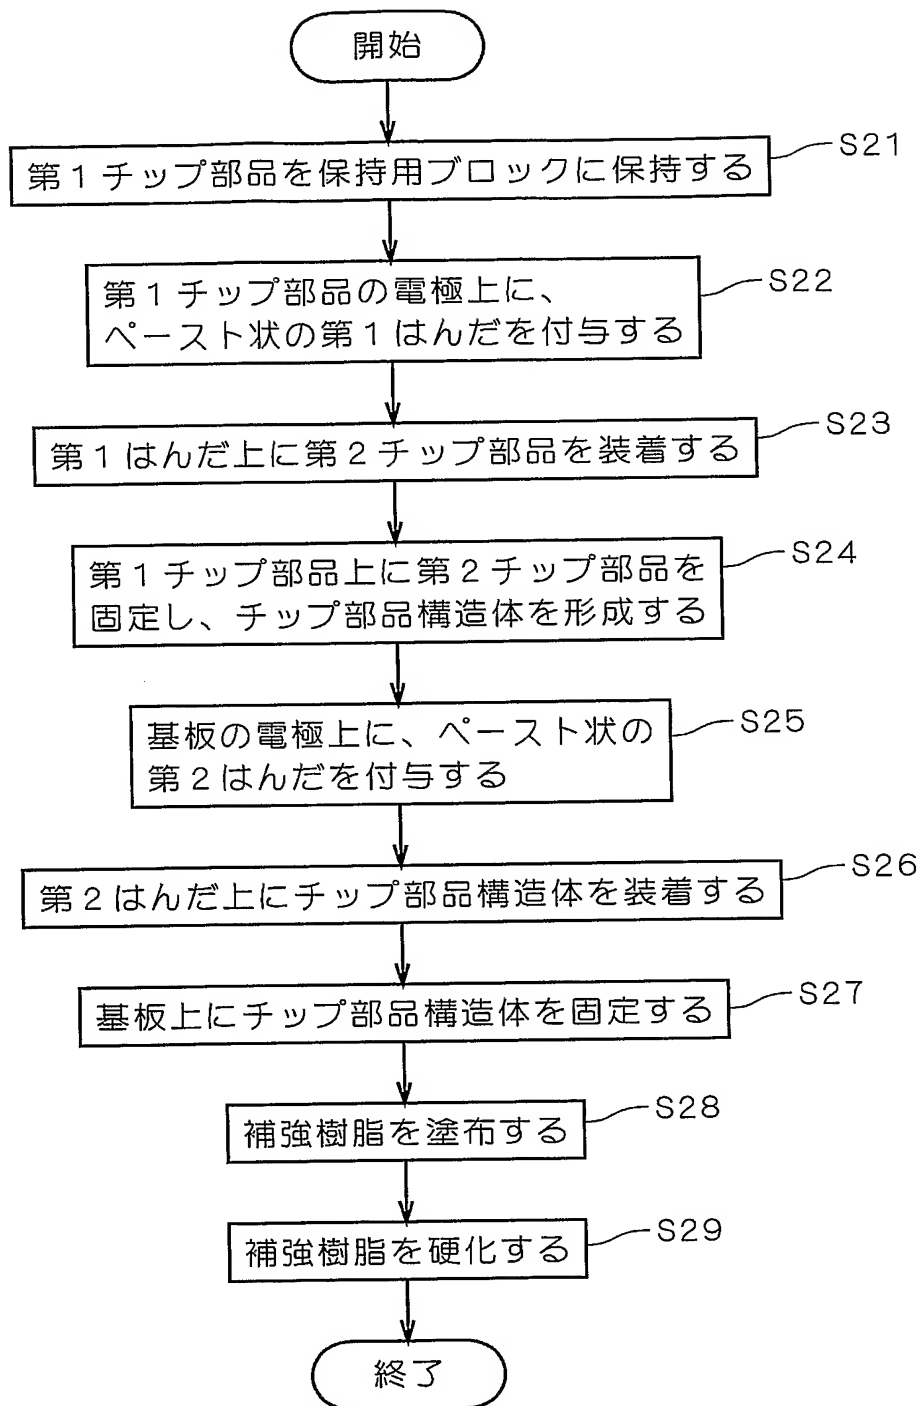 開始
第1チップ部品を保持用ブロックに保持する
S21
第1チップ部品の電極上に、
ペースト状の第1はんだを付与する
S22
第1はんだ上に第2チップ部品を装着する
S23
第1チップ部品上に第2チップ部品を
固定し、チップ部品構造体を形成する
S24
基板の電極上に、ペースト状の
第2はんだを付与する
S25
第2はんだ上にチップ部品構造体を装着する
S26
基板上にチップ部品構造体を固定する
S27
補強樹脂を塗布する
S28
補強樹脂を硬化する
S29
終了